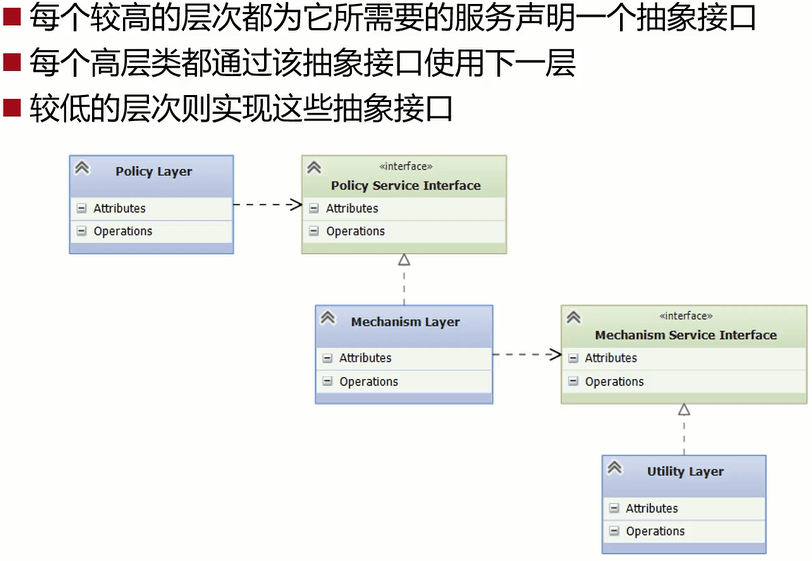 每个较高的层次都为它所需要的服务声明一个抽象接口
每个高层类都通过该抽象接口使用下一层
较低的层次则实现这些抽象接口
Policy Layer
Attributes
Operations
«interface»
Policy Service Interface
Attributes
Operations
Mechanism Layer
Attributes
Operations
«interface»
Mechanism Service Interface
Attributes
Operations
Utility Layer
Attributes
Operations